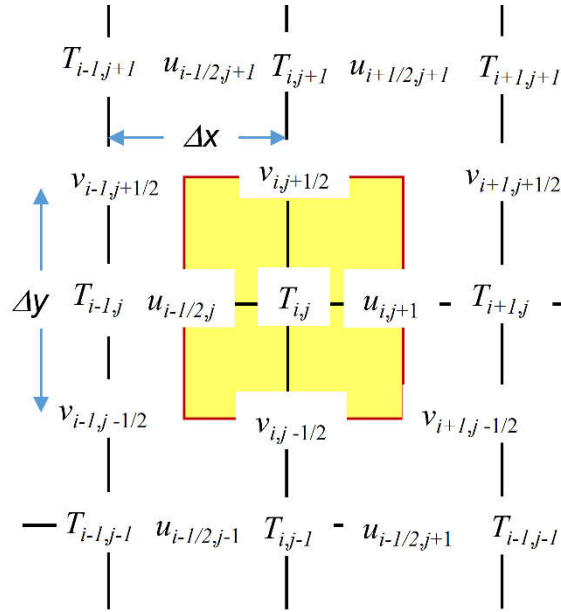 T_{i-1,j+1} u_{i-1/2,j+1} T_{i,j+1} u_{i+1/2,j+1} T_{i+1,j+1}
Δx
v_{i-1,j+1/2} v_{i,j+1/2} v_{i+1,j+1/2}
Δy T_{i-1,j} u_{i-1/2,j} T_{i,j} u_{i,j+1} T_{i+1,j}
v_{i-1,j-1/2} v_{i,j-1/2} v_{i+1,j-1/2}
T_{i-1,j-1} u_{i-1/2,j-1} T_{i,j-1} u_{i-1/2,j+1} T_{i-1,j-1}